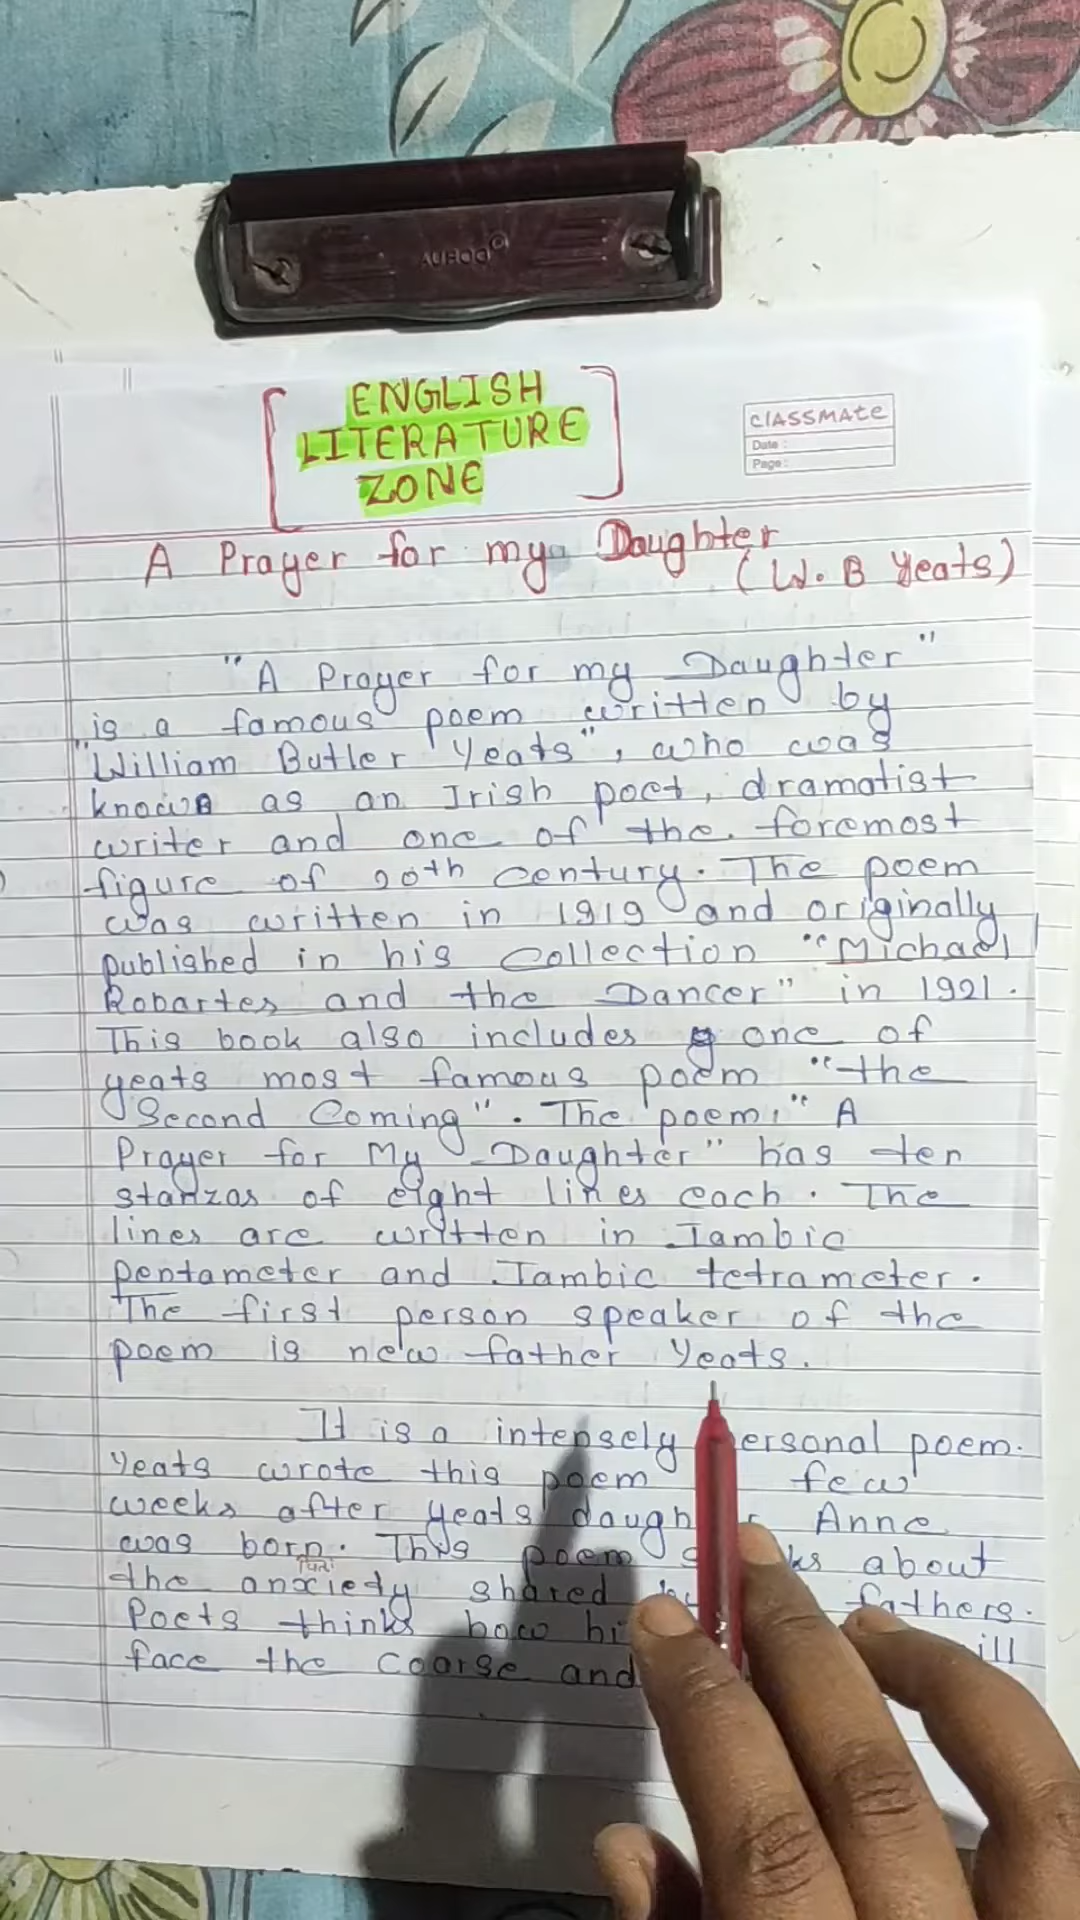 AUHOO©
ENGLISH
LITERATURE
ZONE
CLASSMATE
Date :
Page :
A Prayer for my Daughter
(W. B Yeats)
"A Prayer for my Daughter"
is a famous poem written by
"William Butler Yeats", who was
known as an Irish poet, dramatist
writer and one of the foremost
figure of 20th century. The poem
was written in 1919 and originally
published in his collection "Michael
Robartes and the Dancer" in 1921.
This book also includes one of
yeats most famous poem "the
Second Coming". The poem," A
Prayer for My Daughter" has ten
stanzas of eight lines each. The
lines are written in Iambic
pentameter and Iambic tetrameter.
The first person speaker of the
poem is new father Yeats.
It is a intensely personal poem.
Yeats wrote this poem few
weeks after yeats daugh Anne
was born. This poem about
the anxiety shared fathers.
Poets thinks how hi ill
face the coarse and